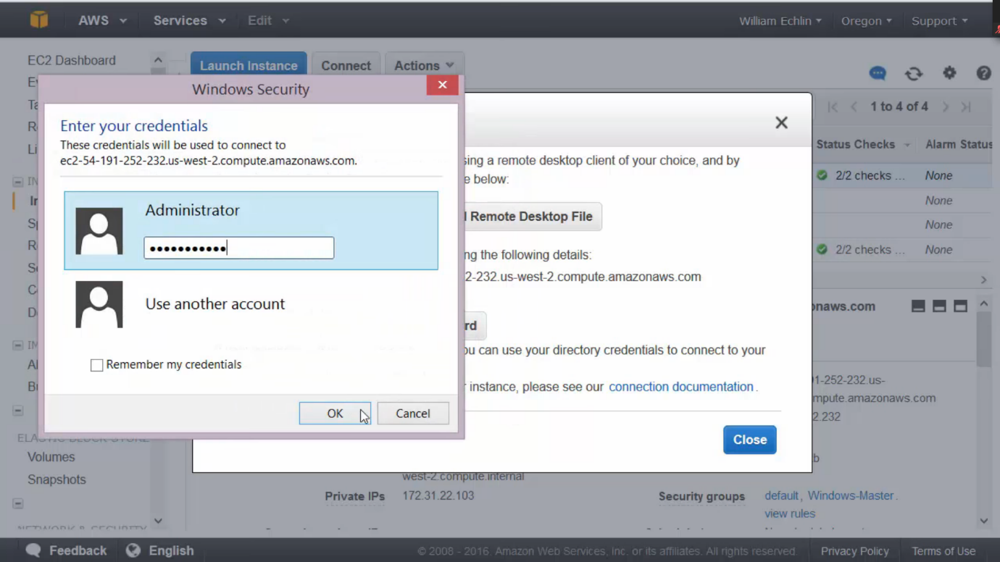 AWS Services Edit William Echlin Oregon Support
EC2 Dashboard
Launch Instance Connect Actions
1 to 4 of 4
Status Checks Alarm Status
2/2 checks ... None
None
None
2/2 checks ... None
Windows Security
Enter your credentials
These credentials will be used to connect to
ec2-54-191-252-232.us-west-2.compute.amazonaws.com.
Administrator
●●●●●●●●●●●
Use another account
Remember my credentials
OK Cancel
sing a remote desktop client of your choice, and by
e below:
Remote Desktop File
ng the following details:
2-232.us-west-2.compute.amazonaws.com
rd
ou can use your directory credentials to connect to your
r instance, please see our connection documentation.
Close
onaws.com
91-252-232.us-
mpute.amazonaws.com
2.232
b
Volumes
Snapshots
west-2.compute.internal
Private IPs 172.31.22.103
Security groups default, Windows-Master.
view rules
Feedback English
© 2008 - 2016, Amazon Web Services, Inc. or its affiliates. All rights reserved. Privacy Policy Terms of Use